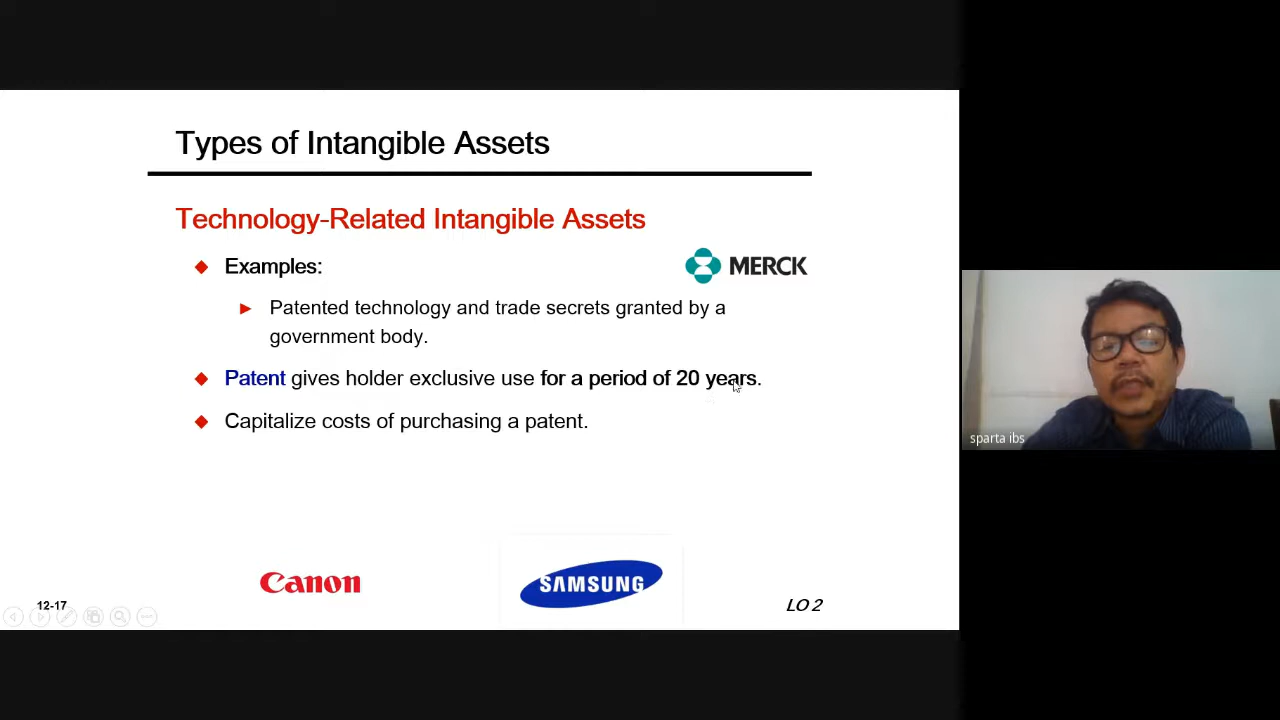 Types of Intangible Assets
Technology-Related Intangible Assets
Examples:
MERCK
Patented technology and trade secrets granted by a
government body.
Patent gives holder exclusive use for a period of 20 years.
Capitalize costs of purchasing a patent.
sparta ibs
Canon
SAMSUNG
12-17
LO 2